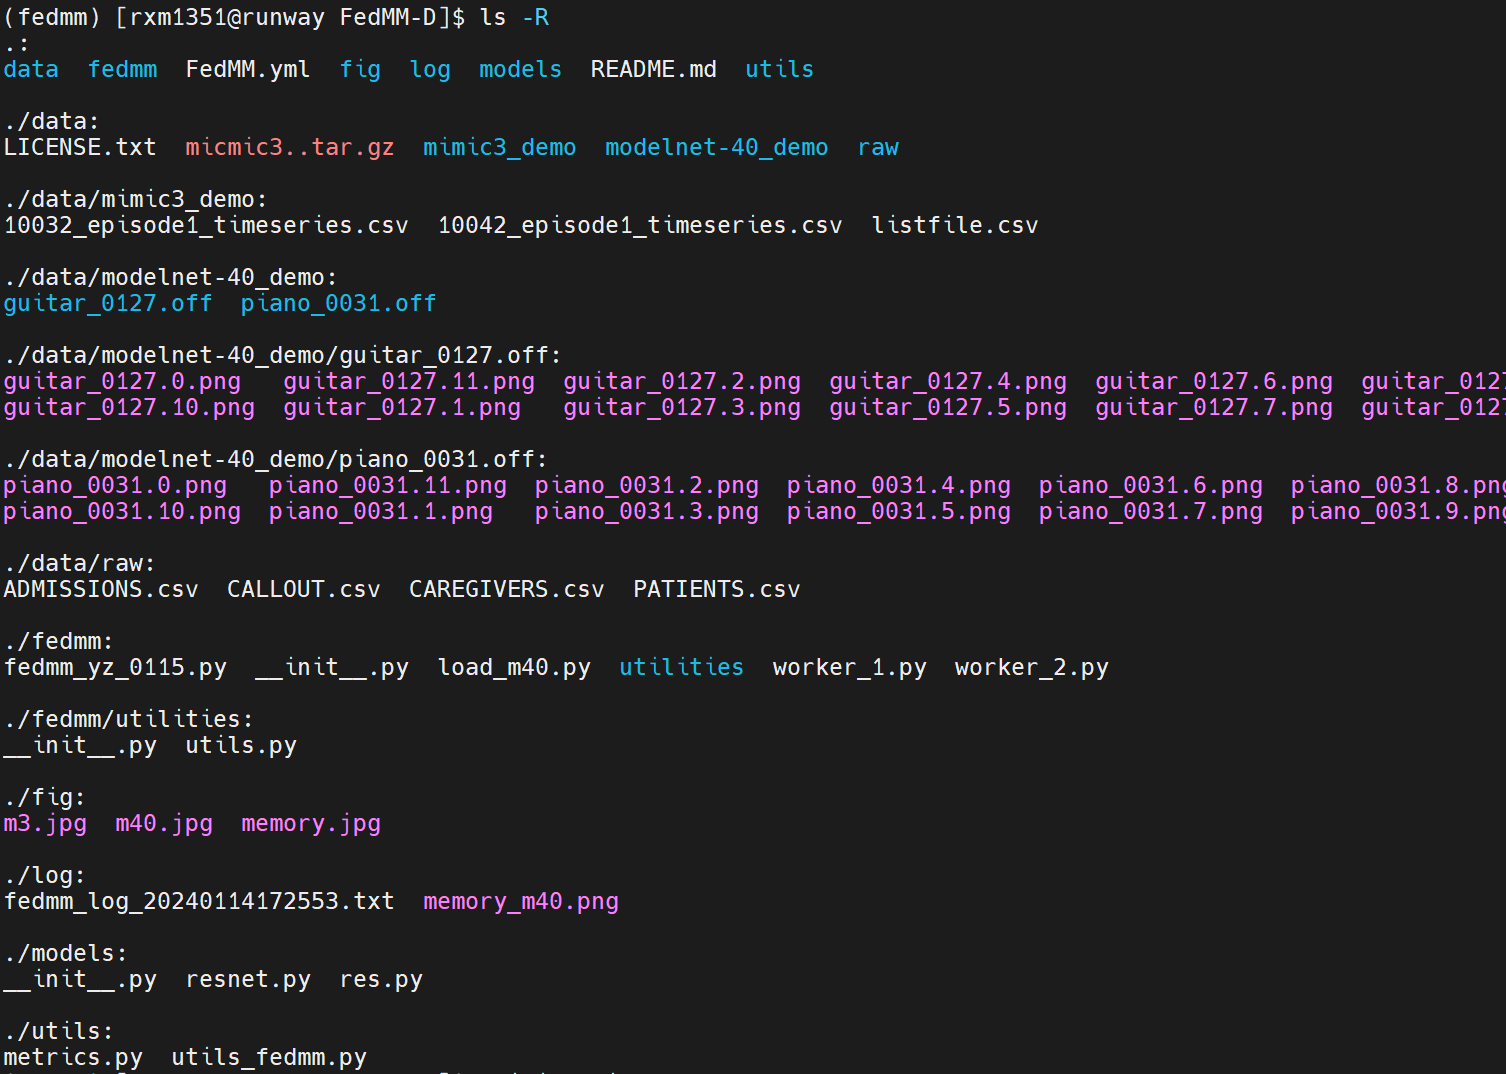 (fedmm) [rxm1351@runway FedMM-D]$ ls -R
.:
data  fedmm  FedMM.yml  fig  log  models  README.md  utils

./data:
LICENSE.txt  micmic3..tar.gz  mimic3_demo  modelnet-40_demo  raw

./data/mimic3_demo:
10032_episode1_timeseries.csv  10042_episode1_timeseries.csv  listfile.csv

./data/modelnet-40_demo:
guitar_0127.off  piano_0031.off

./data/modelnet-40_demo/guitar_0127.off:
guitar_0127.0.png   guitar_0127.11.png  guitar_0127.2.png  guitar_0127.4.png  guitar_0127.6.png  guitar_0127
guitar_0127.10.png  guitar_0127.1.png   guitar_0127.3.png  guitar_0127.5.png  guitar_0127.7.png  guitar_0127

./data/modelnet-40_demo/piano_0031.off:
piano_0031.0.png   piano_0031.11.png  piano_0031.2.png  piano_0031.4.png  piano_0031.6.png  piano_0031.8.png
piano_0031.10.png  piano_0031.1.png   piano_0031.3.png  piano_0031.5.png  piano_0031.7.png  piano_0031.9.png

./data/raw:
ADMISSIONS.csv  CALLOUT.csv  CAREGIVERS.csv  PATIENTS.csv

./fedmm:
fedmm_yz_0115.py  __init__.py  load_m40.py  utilities  worker_1.py  worker_2.py

./fedmm/utilities:
__init__.py  utils.py

./fig:
m3.jpg  m40.jpg  memory.jpg

./log:
fedmm_log_20240114172553.txt  memory_m40.png

./models:
__init__.py  resnet.py  res.py

./utils:
metrics.py  utils_fedmm.py